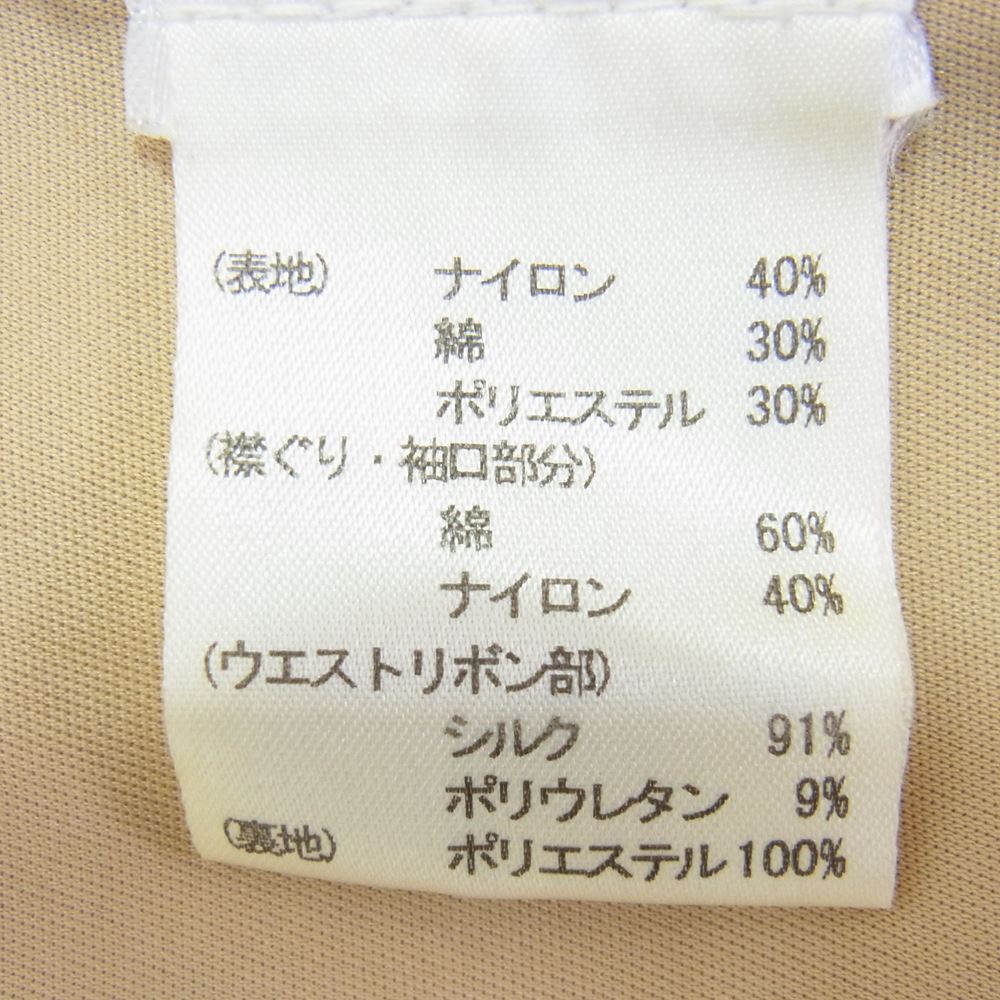 (表地) ナイロン 40%
綿 30%
ポリエステル 30%
(襟ぐり・袖口部分)
綿 60%
ナイロン 40%
(ウエストリボン部)
シルク 91%
ポリウレタン 9%
(裏地) ポリエステル 100%